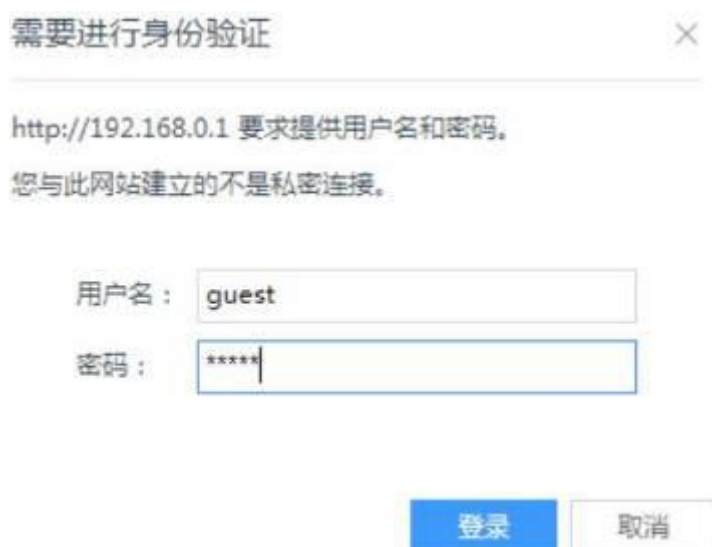 需要进行身份验证
http://192.168.0.1 要求提供用户名和密码。
您与此网站建立的不是私密连接。
用户名： guest
密码： *****
登录 取消